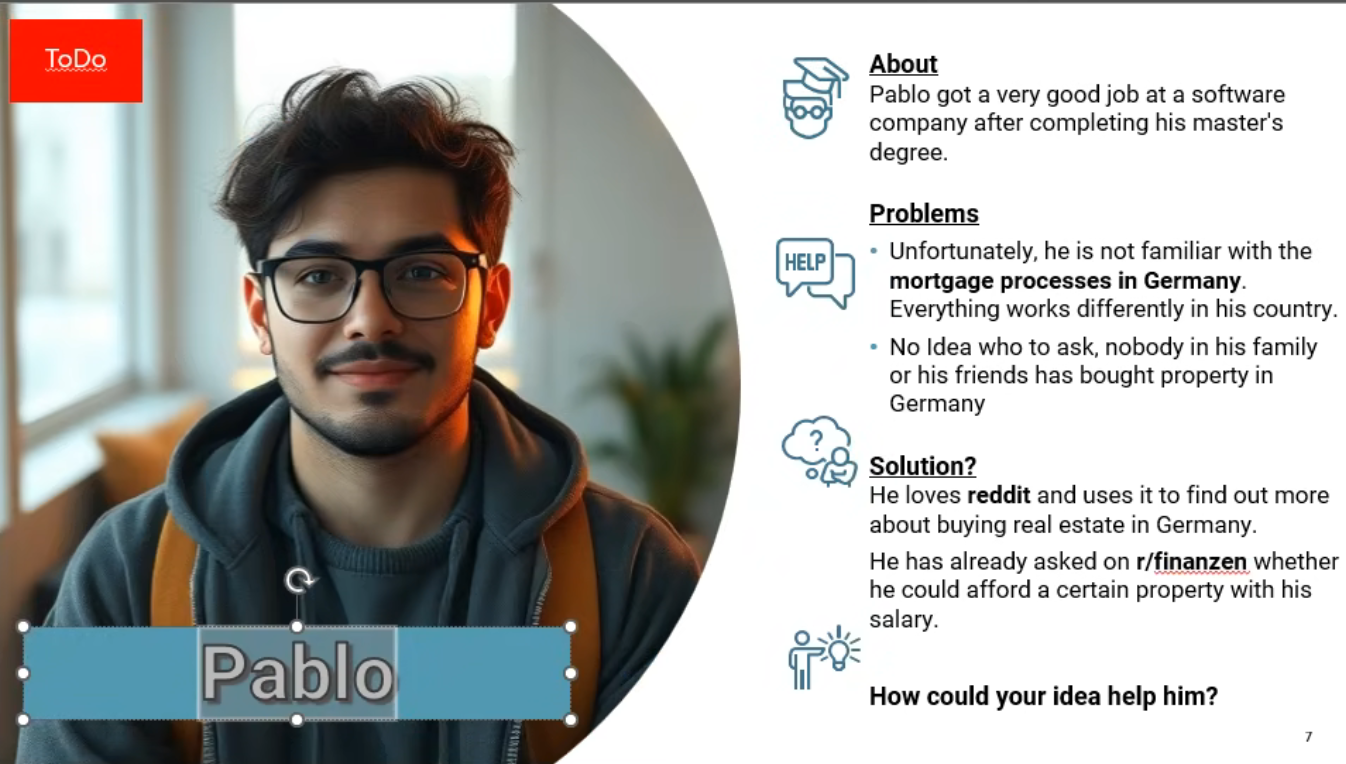 ToDo
Pablo
About
Pablo got a very good job at a software
company after completing his master's
degree.
Problems
HELP
• Unfortunately, he is not familiar with the
mortgage processes in Germany.
Everything works differently in his country.
• No Idea who to ask, nobody in his family
or his friends has bought property in
Germany
?
Solution?
He loves reddit and uses it to find out more
about buying real estate in Germany.
He has already asked on r/finanzen whether
he could afford a certain property with his
salary.
How could your idea help him?
7